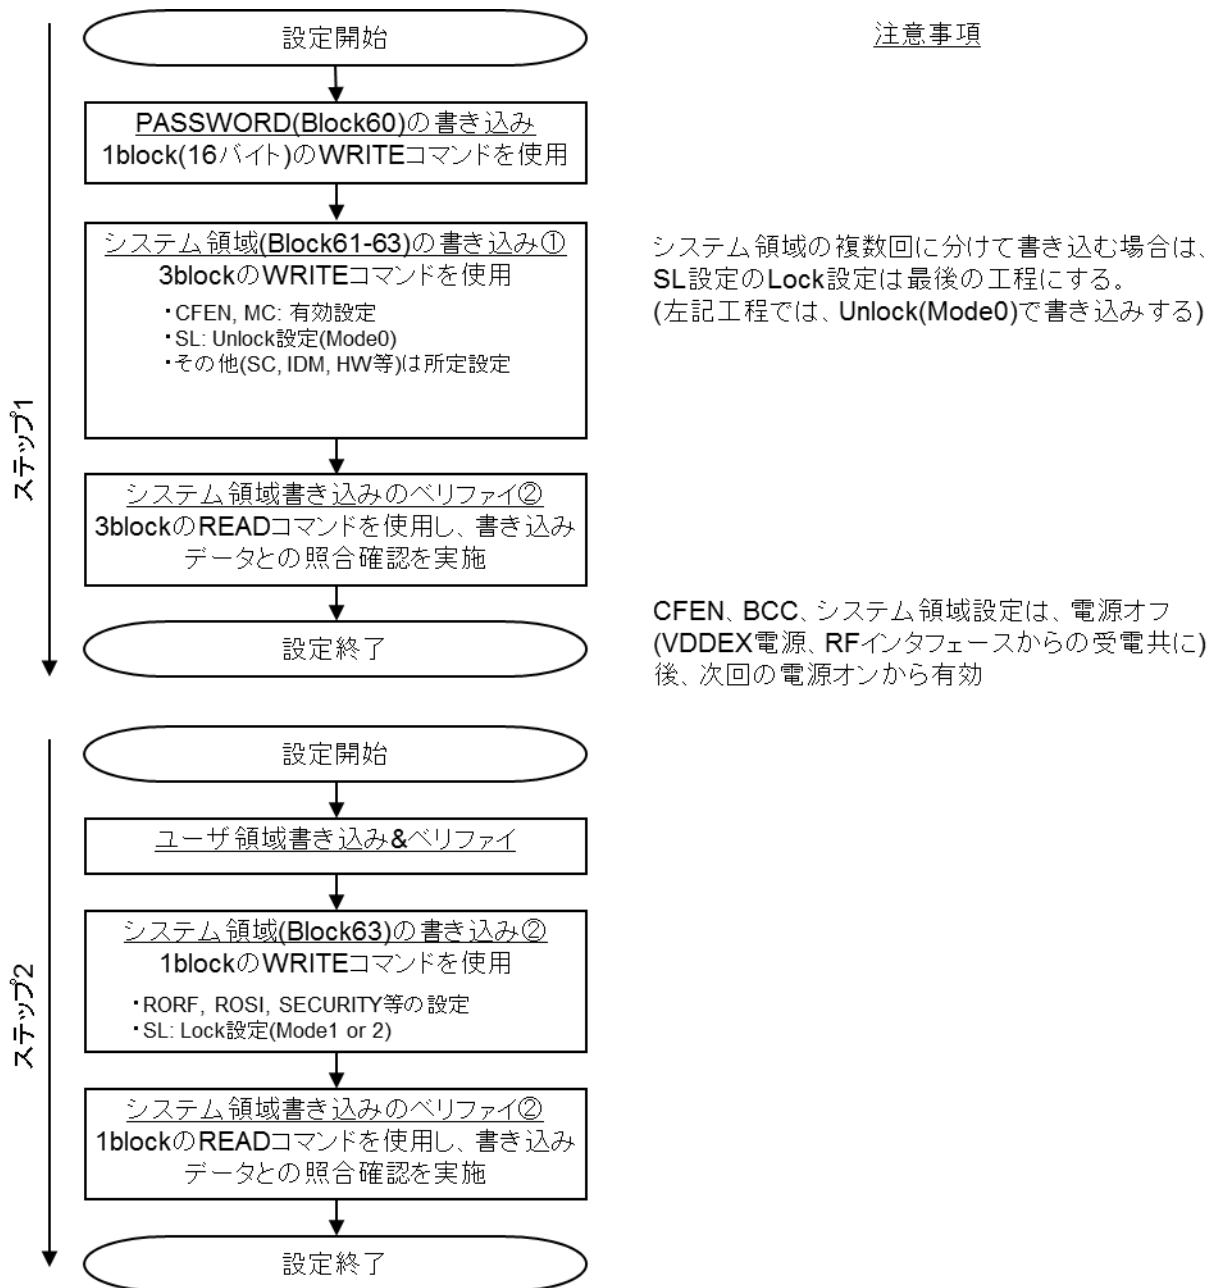 設定開始
注意事項
PASSWORD(Block60)の書き込み
1block(16バイト)のWRITEコマンドを使用
システム領域(Block61-63)の書き込み①
3blockのWRITEコマンドを使用
・CFEN, MC: 有効設定
・SL: Unlock設定(Mode0)
・その他(SC, IDM, HW等)は所定設定
システム領域の複数回に分けて書き込む場合は、
SL設定のLock設定は最後の工程にする。
(左記工程では、Unlock(Mode0)で書き込みする)
ステップ1
システム領域書き込みのベリファイ②
3blockのREADコマンドを使用し、書き込み
データとの照合確認を実施
設定終了
CFEN、BCC、システム領域設定は、電源オフ
(VDDEX電源、RFインタフェースからの受電共に)
後、次回の電源オンから有効
設定開始
ユーザ領域書き込み&ベリファイ
システム領域(Block63)の書き込み②
1blockのWRITEコマンドを使用
・RORF, ROSI, SECURITY等の設定
・SL: Lock設定(Mode1 or 2)
ステップ2
システム領域書き込みのベリファイ②
1blockのREADコマンドを使用し、書き込み
データとの照合確認を実施
設定終了